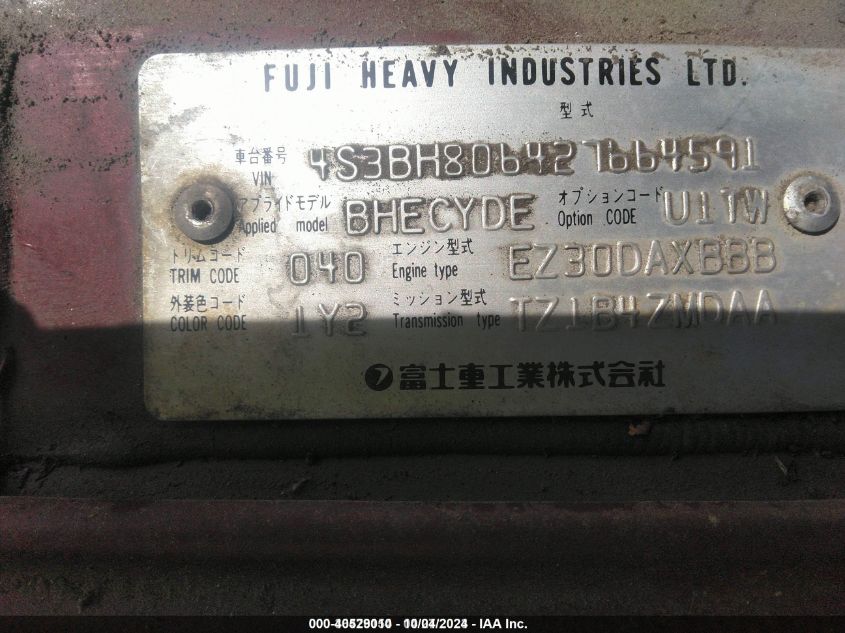 FUJI HEAVY INDUSTRIES LTD.
型式
車台番号 VIN 4S3BH806427664591
アプライドモデル Applied model BHECYDE オプションコード Option CODE U1TW
トリムコード TRIM CODE 040 エンジン型式 Engine type EZ30DAXBBB
外装色コード COLOR CODE 1Y2 ミッション型式 Transmission type TZ1B4ZMDAA
富士重工業株式会社
- 10/04/2024 - IAA Inc.